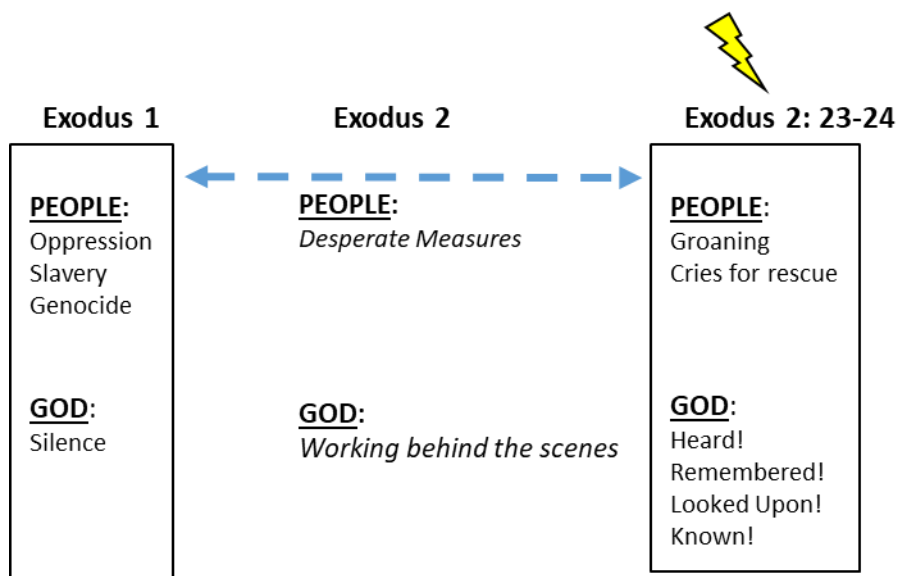 Exodus 1
Exodus 2
Exodus 2: 23-24
PEOPLE:
Oppression
Slavery
Genocide
GOD:
Silence
PEOPLE:
Desperate Measures
GOD:
Working behind the scenes
PEOPLE:
Groaning
Cries for rescue
GOD:
Heard!
Remembered!
Looked Upon!
Known!